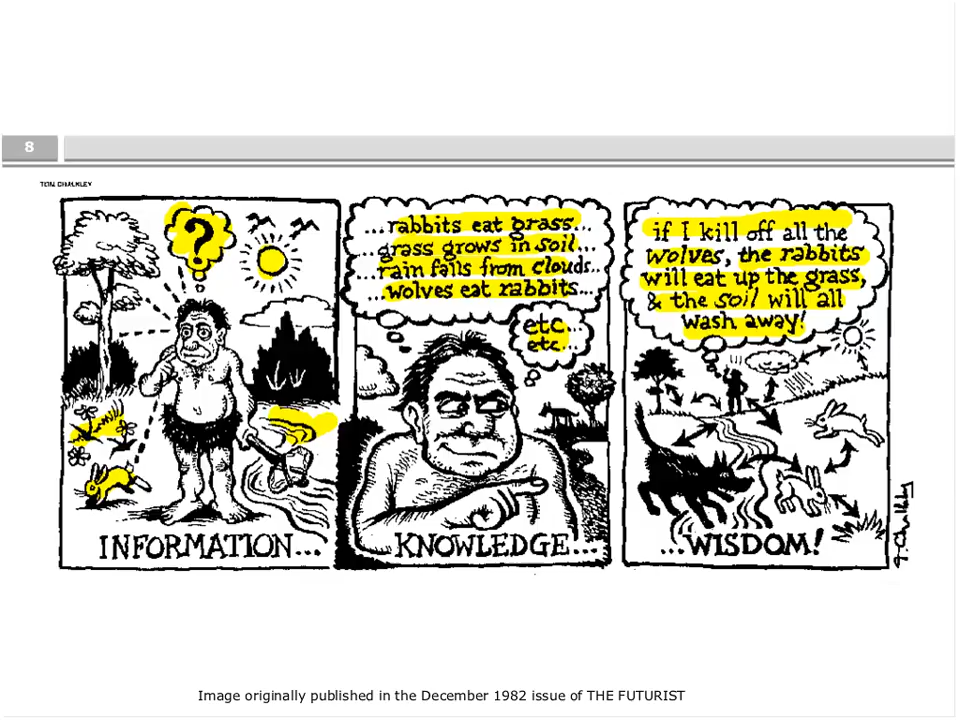 8
TOM CHALKLEY
?
...rabbits eat grass...
...grass grows in soil...
...rain falls from clouds...
...wolves eat rabbits...
etc...
etc...
if I kill off all the
wolves, the rabbits
will eat up the grass,
& the soil will all
wash away!
INFORMATION...
KNOWLEDGE...
...WISDOM!
T. Chalkley
Image originally published in the December 1982 issue of THE FUTURIST